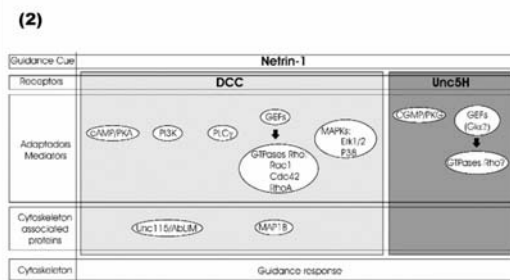 (2)
Guidance Cue
Netrin-1
Receptors
DCC
Unc5H
Adaptadors
Mediators
cAMP/PKA
PI3K
PLCγ
GEFs
GTPases Rho
Rac1
Cdc42
RhoA
MAPKs:
Erk1/2
P38
CGMP/PKG
GEFs
GTPases Rho?
Cytoskeleton
associated
proteins
Unc115/AbLIM
MAP1B
Cytoskeleton
Guidance response